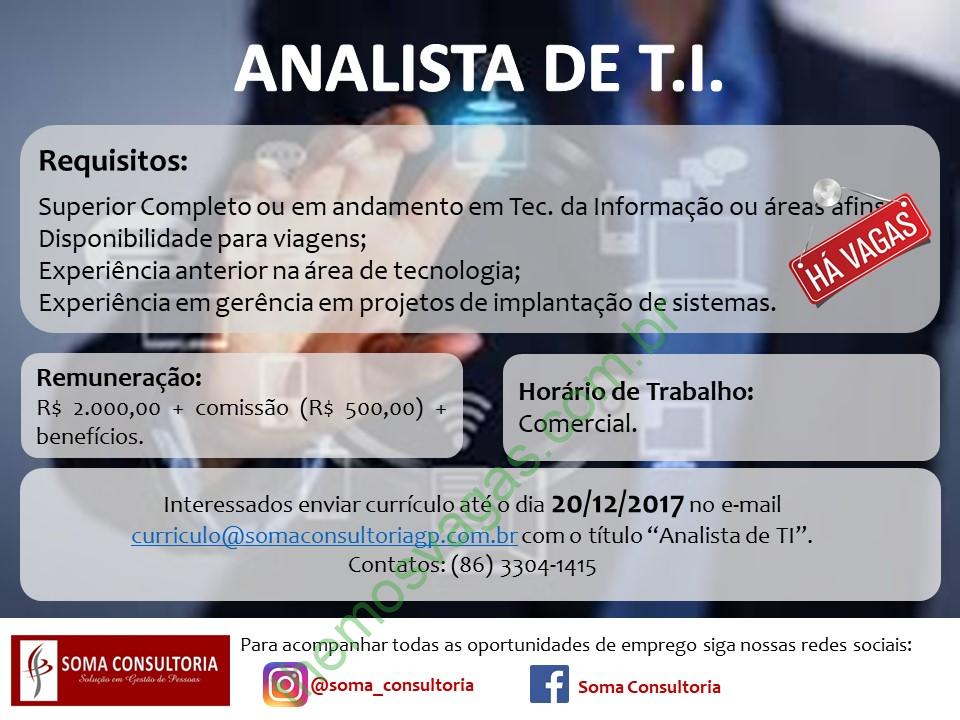 ANALISTA DE T.I.
Requisitos:
Superior Completo ou em andamento em Tec. da Informação ou áreas afins
Disponibilidade para viagens;
Experiência anterior na área de tecnologia;
Experiência em gerência em projetos de implantação de sistemas.
HÁ VAGAS
Remuneração:
R$ 2.000,00 + comissão (R$ 500,00) +
benefícios.
Horário de Trabalho:
Comercial.
Interessados enviar currículo até o dia 20/12/2017 no e-mail
curriculo@somaconsultoriagp.com.br com o título “Analista de TI”.
Contatos: (86) 3304-1415
SOMA CONSULTORIA
Solução em Gestão de Pessoas
Para acompanhar todas as oportunidades de emprego siga nossas redes sociais:
@soma_consultoria
Soma Consultoria